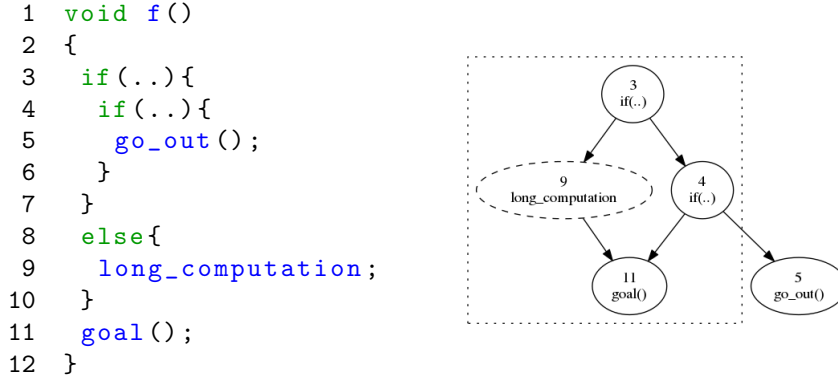 1 void f()
2 {
3 if(..){
4 if(..){
5 go_out();
6 }
7 }
8 else{
9 long_computation;
10 }
11 goal();
12 }
3
if(..)
9
long_computation
4
if(..)
11
goal()
5
go_out()